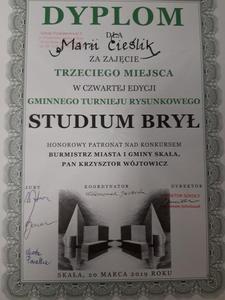 DYPLOM
DLA
Marii Cieślik
ZA ZAJĘCIE
TRZECIEGO MIEJSCA
W CZWARTEJ EDYCJI
GMINNEGO TURNIEJU RYSUNKOWEGO
STUDIUM BRYŁ
HONOROWY PATRONAT NAD KONKURSEM
BURMISTRZ MIASTA I GMINY SKAŁA,
PAN KRZYSZTOF WÓJTOWICZ
JURY KOORDYNATOR DYREKTOR
SKAŁA, 20 MARCA 2019 ROKU